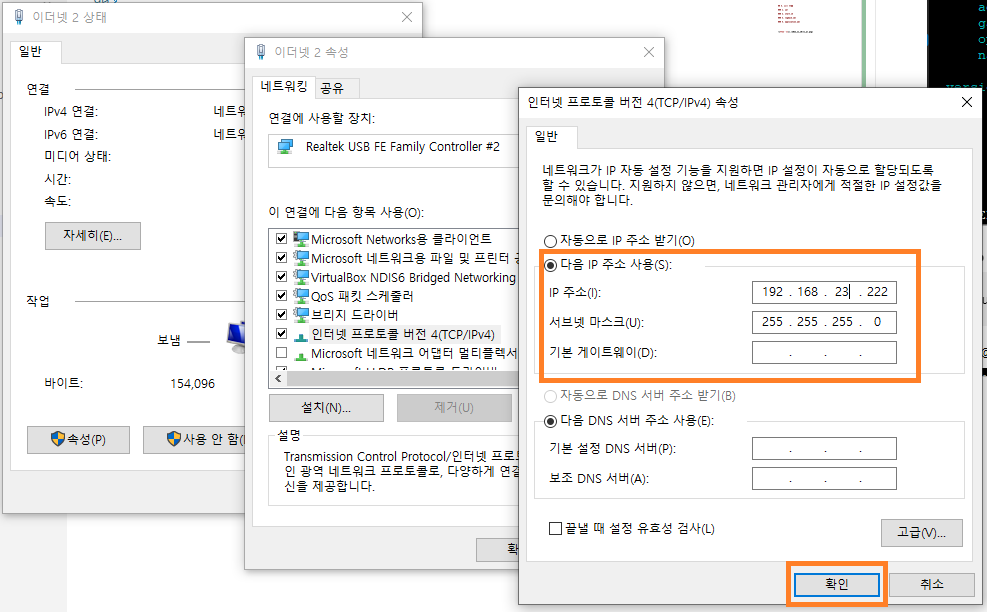 이더넷 2 상태
일반
연결
IPv4 연결:
IPv6 연결:
미디어 상태:
시간:
속도:
자세히(E)...
작업
보냄
바이트:
154,096
속성(P)
사용 안 함
이더넷 2 속성
네트워킹
공유
연결에 사용할 장치:
Realtek USB FE Family Controller #2
이 연결에 다음 항목 사용(O):
Microsoft Networks용 클라이언트
Microsoft 네트워크용 파일 및 프린터
VirtualBox NDIS6 Bridged Networking
QoS 패킷 스케줄러
브리지 드라이버
인터넷 프로토콜 버전 4(TCP/IPv4)
Microsoft 네트워크 어댑터 멀티플렉서
설치(N)...
제거(U)
설명
Transmission Control Protocol/인터넷
인 광역 네트워크 프로토콜로, 다양하게 연결
신을 제공합니다.
인터넷 프로토콜 버전 4(TCP/IPv4) 속성
일반
네트워크가 IP 자동 설정 기능을 지원하면 IP 설정이 자동으로 할당되도록
할 수 있습니다. 지원하지 않으면, 네트워크 관리자에게 적절한 IP 설정값을
문의해야 합니다.
자동으로 IP 주소 받기(O)
다음 IP 주소 사용(S):
IP 주소(I):
192 . 168 . 23 . 222
서브넷 마스크(U):
255 . 255 . 255 . 0
기본 게이트웨이(D):
. . .
자동으로 DNS 서버 주소 받기(B)
다음 DNS 서버 주소 사용(E):
기본 설정 DNS 서버(P):
. . .
보조 DNS 서버(A):
. . .
끝낼 때 설정 유효성 검사(L)
고급(V)...
확인
취소